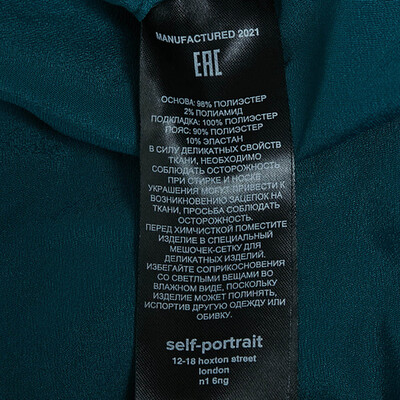 MANUFACTURED 2021
EAC
ОСНОВА: 98% ПОЛИЭСТЕР
2% ПОЛИАМИД
ПОДКЛАДКА: 100% ПОЛИЭСТЕР
ПОЯС: 90% ПОЛИЭСТЕР
10% ЭЛАСТАН
В СИЛУ ДЕЛИКАТНЫХ СВОЙСТВ
ТКАНИ, НЕОБХОДИМО
СОБЛЮДАТЬ ОСТОРОЖНОСТЬ
ПРИ СТИРКЕ И НОСКЕ
УКРАШЕНИЯ МОГУТ ПРИВЕСТИ К
ВОЗНИКНОВЕНИЮ ЗАЦЕПОК НА
ТКАНИ, ПРОСЬБА СОБЛЮДАТЬ
ОСТОРОЖНОСТЬ.
ПЕРЕД ХИМЧИСТКОЙ ПОМЕСТИТЕ
ИЗДЕЛИЕ В СПЕЦИАЛЬНЫЙ
МЕШОЧЕК-СЕТКУ ДЛЯ
ДЕЛИКАТНЫХ ИЗДЕЛИЙ.
ИЗБЕГАЙТЕ СОПРИКОСНОВЕНИЯ
СО СВЕТЛЫМИ ВЕЩАМИ ВО
ВЛАЖНОМ ВИДЕ, ПОСКОЛЬКУ
ИЗДЕЛИЕ МОЖЕТ ПОЛИНЯТЬ,
ИСПОРТИВ ДРУГУЮ ОДЕЖДУ ИЛИ
ОБИВКУ.
self-portrait
12-18 hoxton street
london
n1 6ng